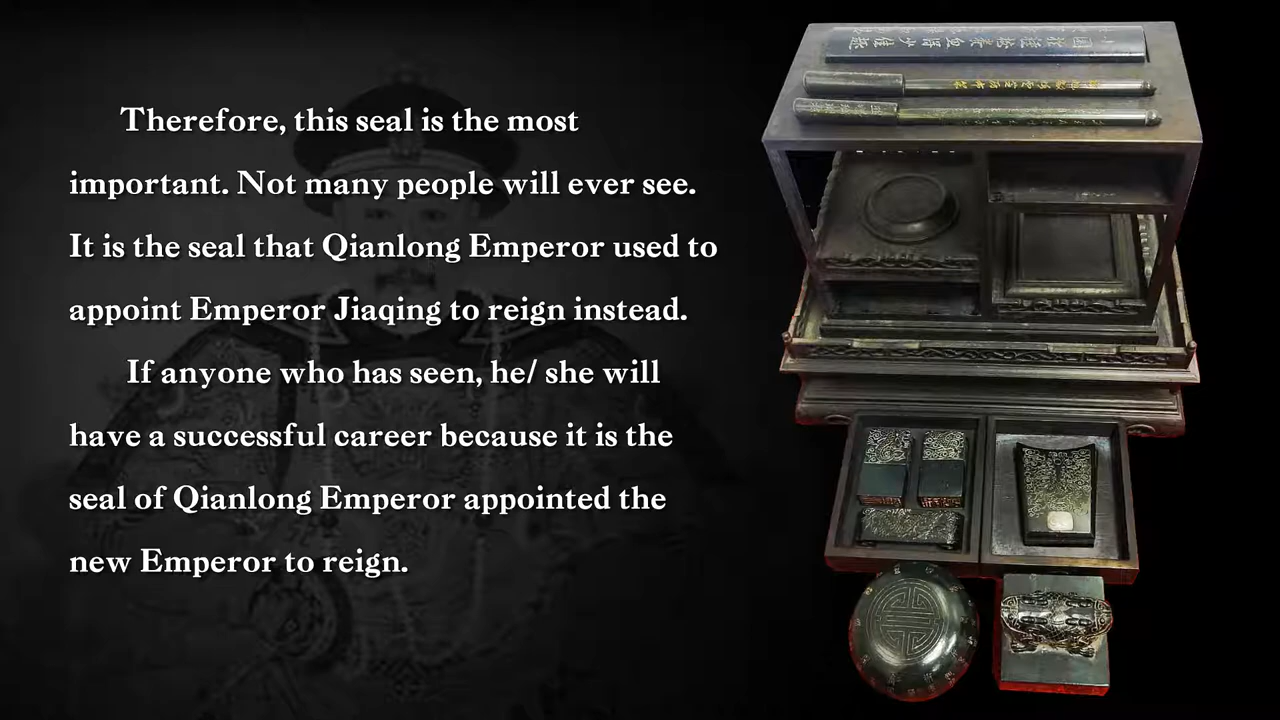 Therefore, this seal is the most
important. Not many people will ever see.
It is the seal that Qianlong Emperor used to
appoint Emperor Jiaqing to reign instead.
If anyone who has seen, he/ she will
have a successful career because it is the
seal of Qianlong Emperor appointed the
new Emperor to reign.